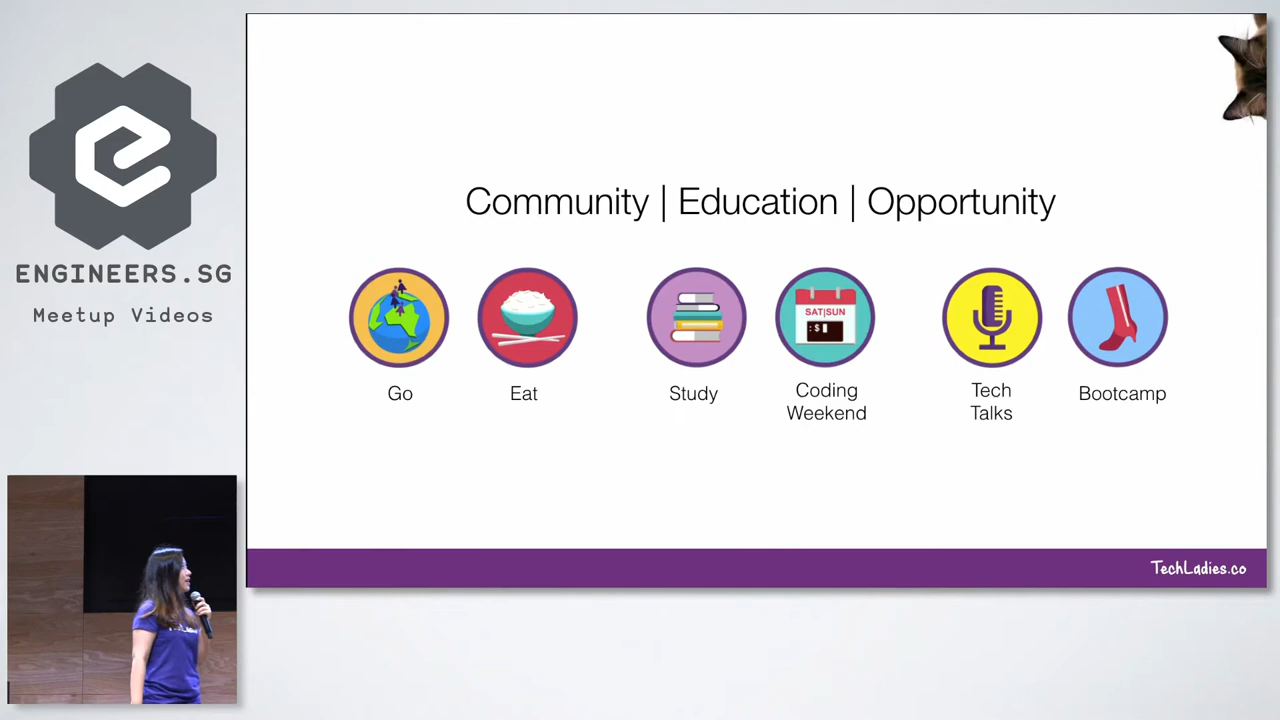 ENGINEERS.SG
Meetup Videos
Community | Education | Opportunity
SAT|SUN
:$
Go
Eat
Study
Coding
Weekend
Tech
Talks
Bootcamp
TechLadies.co